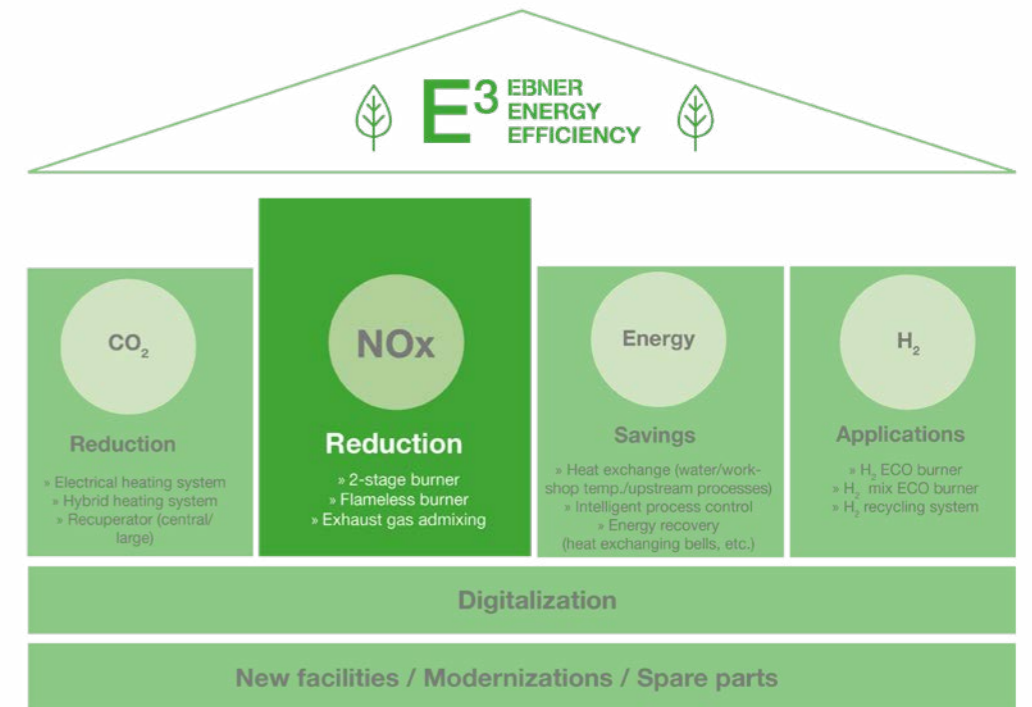 E³ EBNER
ENERGY
EFFICIENCY
CO₂
Reduction
» Electrical heating system
» Hybrid heating system
» Recuperator (central/
large)
NOx
Reduction
» 2-stage burner
» Flameless burner
» Exhaust gas admixing
Energy
Savings
» Heat exchange (water/work-
shop temp./upstream processes)
» Intelligent process control
» Energy recovery
(heat exchanging bells, etc.)
H₂
Applications
» H₂ ECO burner
» H₂ mix ECO burner
» H₂ recycling system
Digitalization
New facilities / Modernizations / Spare parts